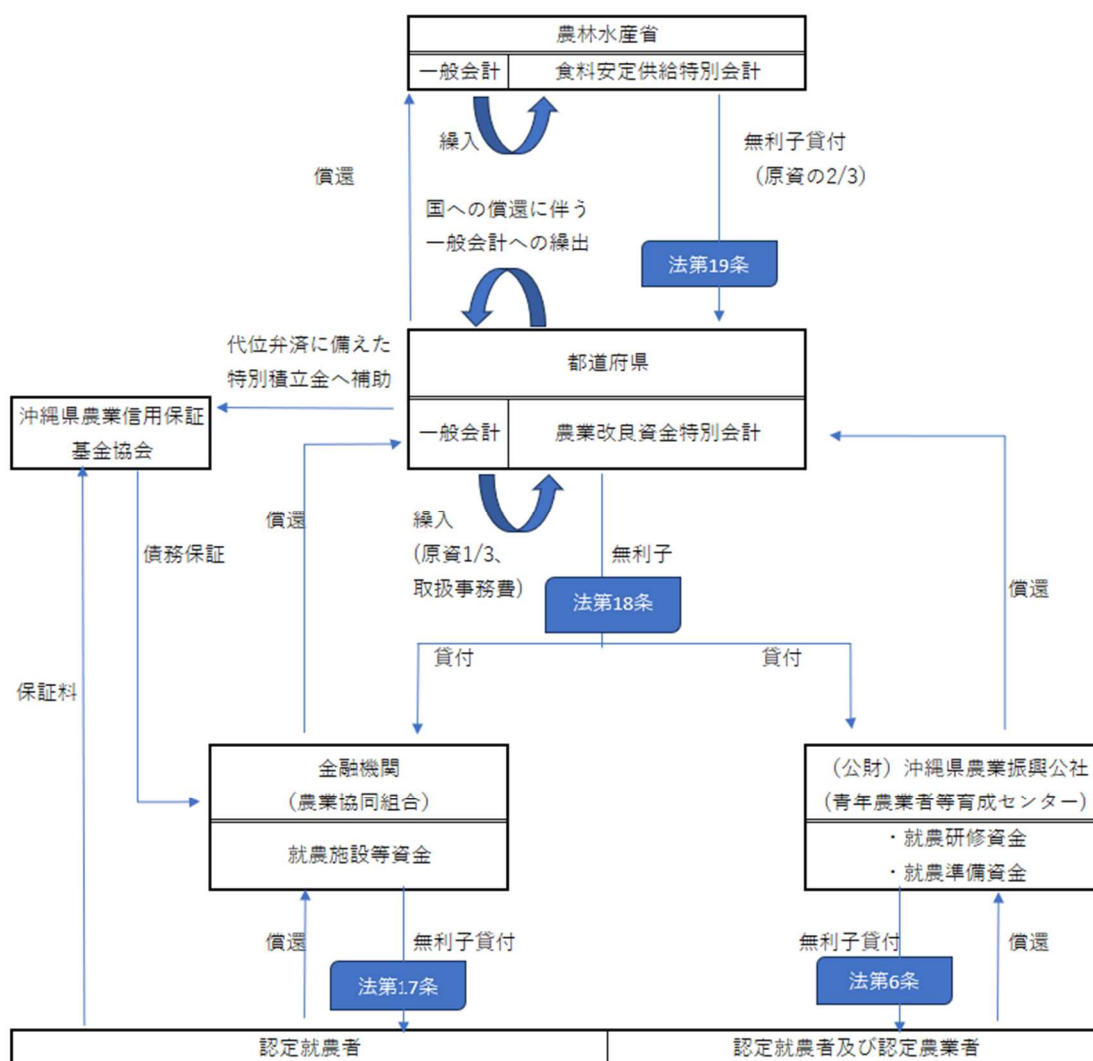 農林水産省
一般会計
食料安定供給特別会計
繰入
無利子貸付
（原資の2/3）
償還
国への償還に伴う
一般会計への繰出
法第19条
代位弁済に備えた
特別積立金へ補助
都道府県
沖縄県農業信用保証
基金協会
一般会計
農業改良資金特別会計
償還
繰入
(原資1/3、
取扱事務費)
無利子
債務保証
法第18条
償還
貸付
貸付
保証料
金融機関
（農業協同組合）
就農施設等資金
（公財）沖縄県農業振興公社
(青年農業者等育成センター)
・就農研修資金
・就農準備資金
償還
無利子貸付
無利子貸付
償還
法第17条
法第6条
認定就農者
認定就農者及び認定農業者